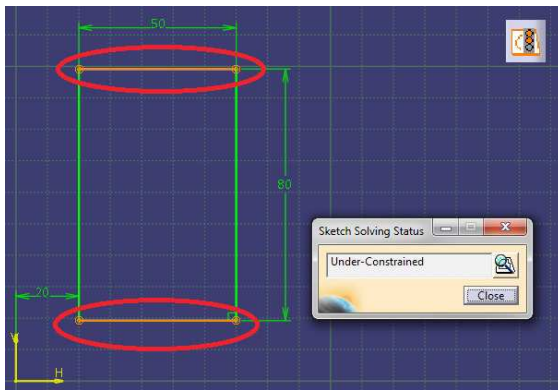 50
80
Sketch Solving Status
Under-Constrained
20
Close
V
H